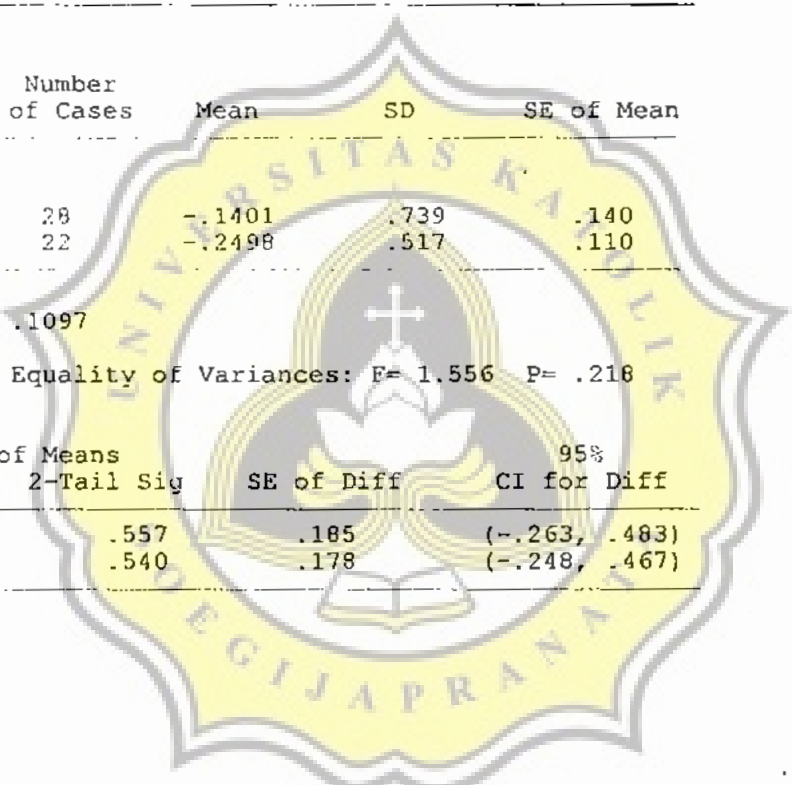 Number
of Cases Mean SD SE of Mean
28 -.1401 .739 .140
22 -.2498 .517 .110
.1097
Equality of Variances: F= 1.556 P= .218
of Means 95%
2-Tail Sig SE of Diff CI for Diff
.557 .185 (-.263, .483)
.540 .178 (-.248, .467)
UNIVERSITAS KATOLIK
SOEGIJAPRANATA